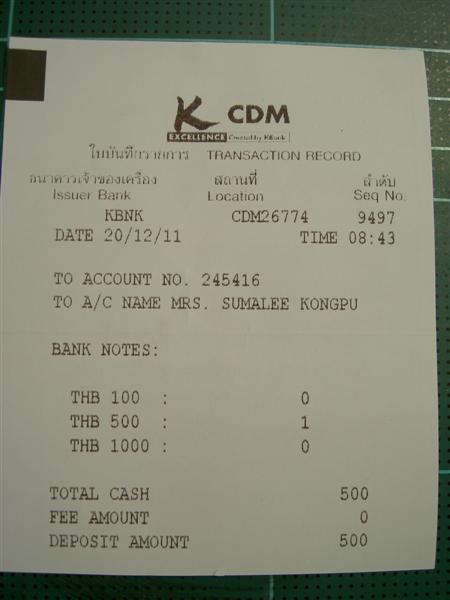 K CDM
EXCELLENCE Created by KBank
ใบบันทึกรายการ TRANSACTION RECORD
ธนาคารเจ้าของเครื่อง สถานที่ ลำดับ
Issuer Bank Location Seq No.
KBNK CDM26774 9497
DATE 20/12/11 TIME 08:43
TO ACCOUNT NO. 245416
TO A/C NAME MRS. SUMALEE KONGPU
BANK NOTES:
THB 100 : 0
THB 500 : 1
THB 1000 : 0
TOTAL CASH 500
FEE AMOUNT 0
DEPOSIT AMOUNT 500